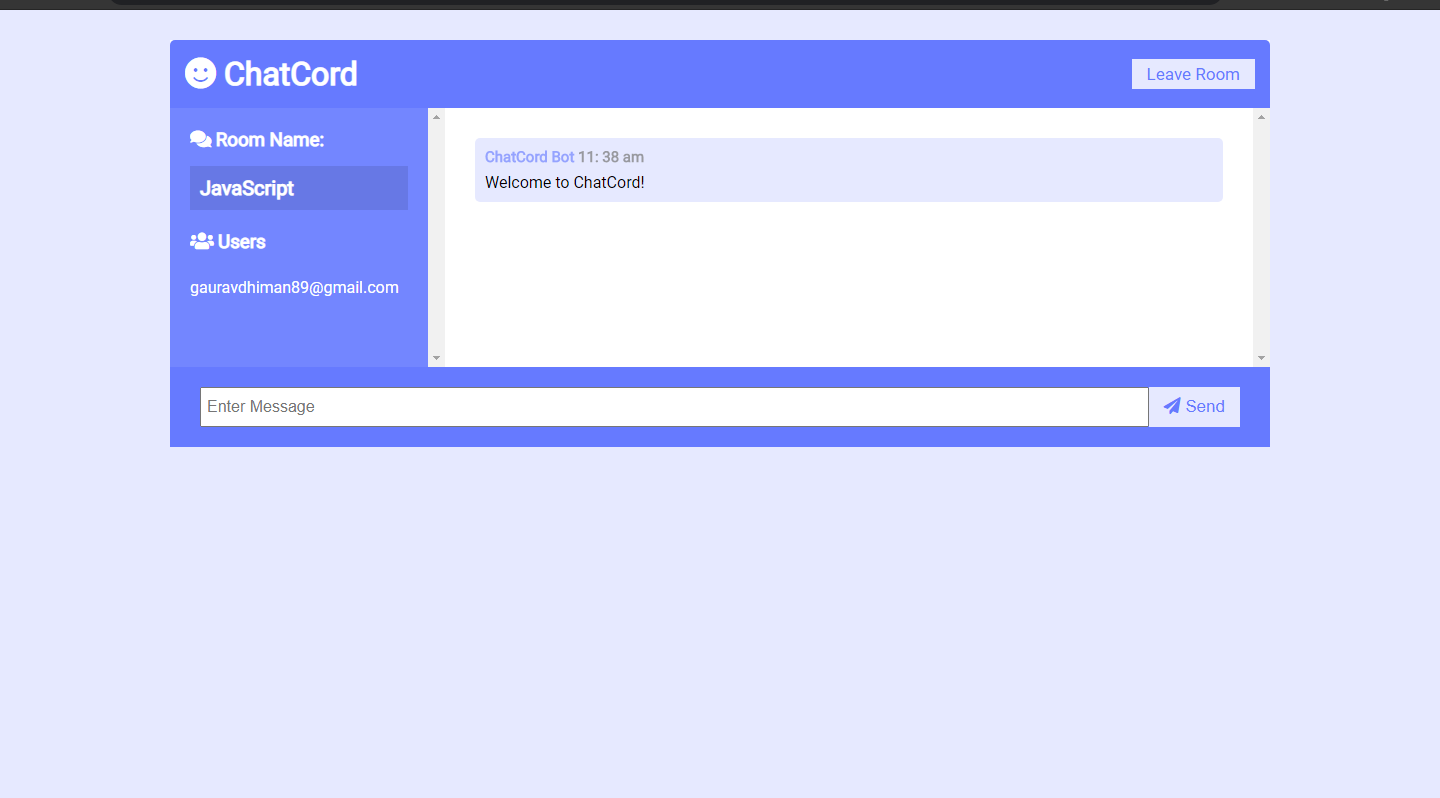 ChatCord
Leave Room
Room Name:
JavaScript
Users
gauravdhiman89@gmail.com
ChatCord Bot 11: 38 am
Welcome to ChatCord!
Enter Message
Send